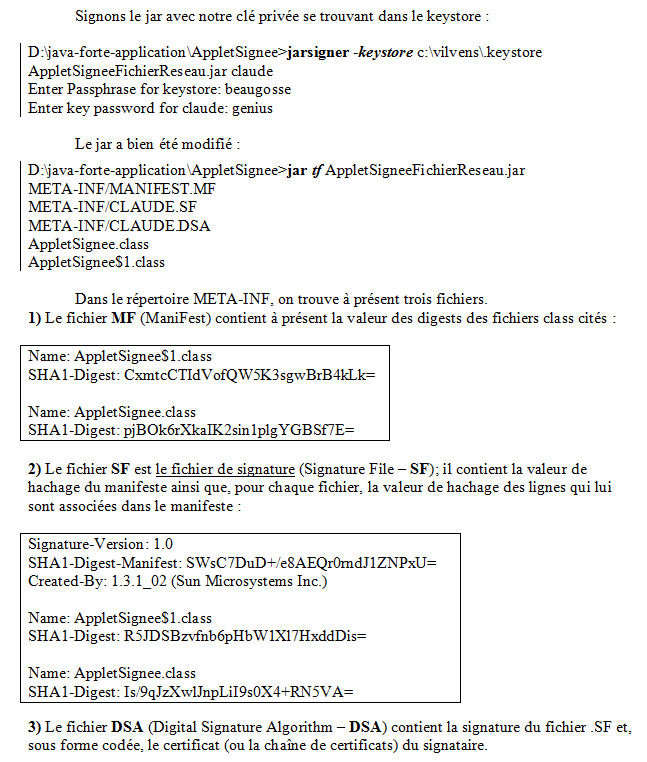 Signons le jar avec notre clé privée se trouvant dans le keystore :
D:\java-forte-application\AppletSignee>jarsigner -keystore c:\vilvens\.keystore
AppletSigneeFichierReseau.jar claude
Enter Passphrase for keystore: beaugosse
Enter key password for claude: genius
Le jar a bien été modifié :
D:\java-forte-application\AppletSignee>jar tf AppletSigneeFichierReseau.jar
META-INF/MANIFEST.MF
META-INF/CLAUDE.SF
META-INF/CLAUDE.DSA
AppletSignee.class
AppletSignee$1.class
Dans le répertoire META-INF, on trouve à présent trois fichiers.
1) Le fichier MF (ManiFest) contient à présent la valeur des digests des fichiers class cités :
Name: AppletSignee$1.class
SHA1-Digest: CxmtcCTIdVofQW5K3sgwBrB4kLk=
Name: AppletSignee.class
SHA1-Digest: pjBOk6rXkaIK2sin1plgYGBSf7E=
2) Le fichier SF est le fichier de signature (Signature File – SF); il contient la valeur de
hachage du manifeste ainsi que, pour chaque fichier, la valeur de hachage des lignes qui lui
sont associées dans le manifeste :
Signature-Version: 1.0
SHA1-Digest-Manifest: SWsC7DuD+/e8AEQr0rndJ1ZNPxU=
Created-By: 1.3.1_02 (Sun Microsystems Inc.)
Name: AppletSignee$1.class
SHA1-Digest: R5JDSBzvfnb6pHbW1Xl7HxddDis=
Name: AppletSignee.class
SHA1-Digest: Is/9qJzXwlJnpLiI9s0X4+RN5VA=
3) Le fichier DSA (Digital Signature Algorithm – DSA) contient la signature du fichier .SF et,
sous forme codée, le certificat (ou la chaîne de certificats) du signataire.